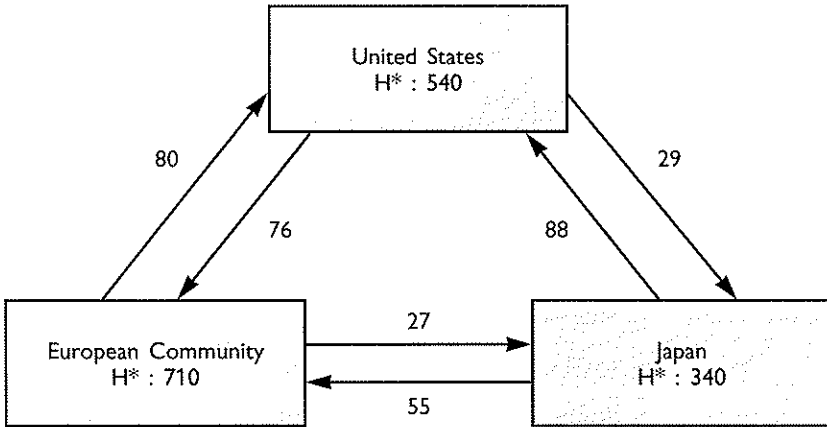 United States
H* : 540
80
29
76
88
European Community
H* : 710
27
Japan
H* : 340
55